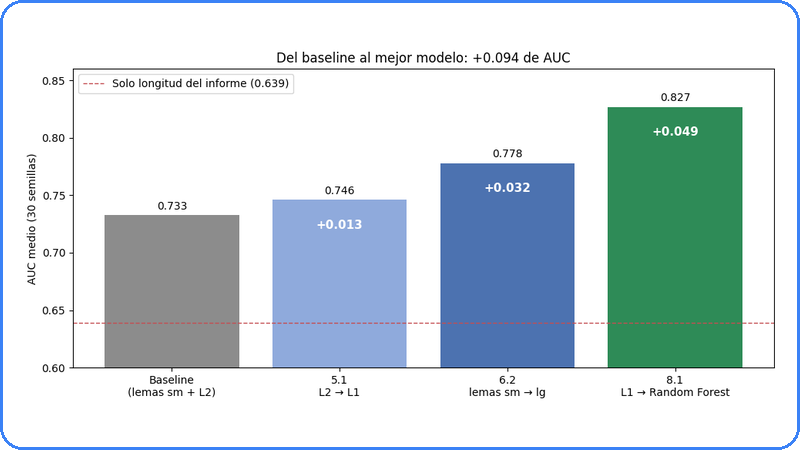 Del baseline al mejor modelo: +0.094 de AUC
Solo longitud del informe (0.639)
AUC medio (30 semillas)
0.85
0.80
0.75
0.70
0.65
0.60
0.733
0.746
+0.013
0.778
+0.032
0.827
+0.049
Baseline
(lemas sm + L2)
5.1
L2 → L1
6.2
lemas sm → lg
8.1
L1 → Random Forest